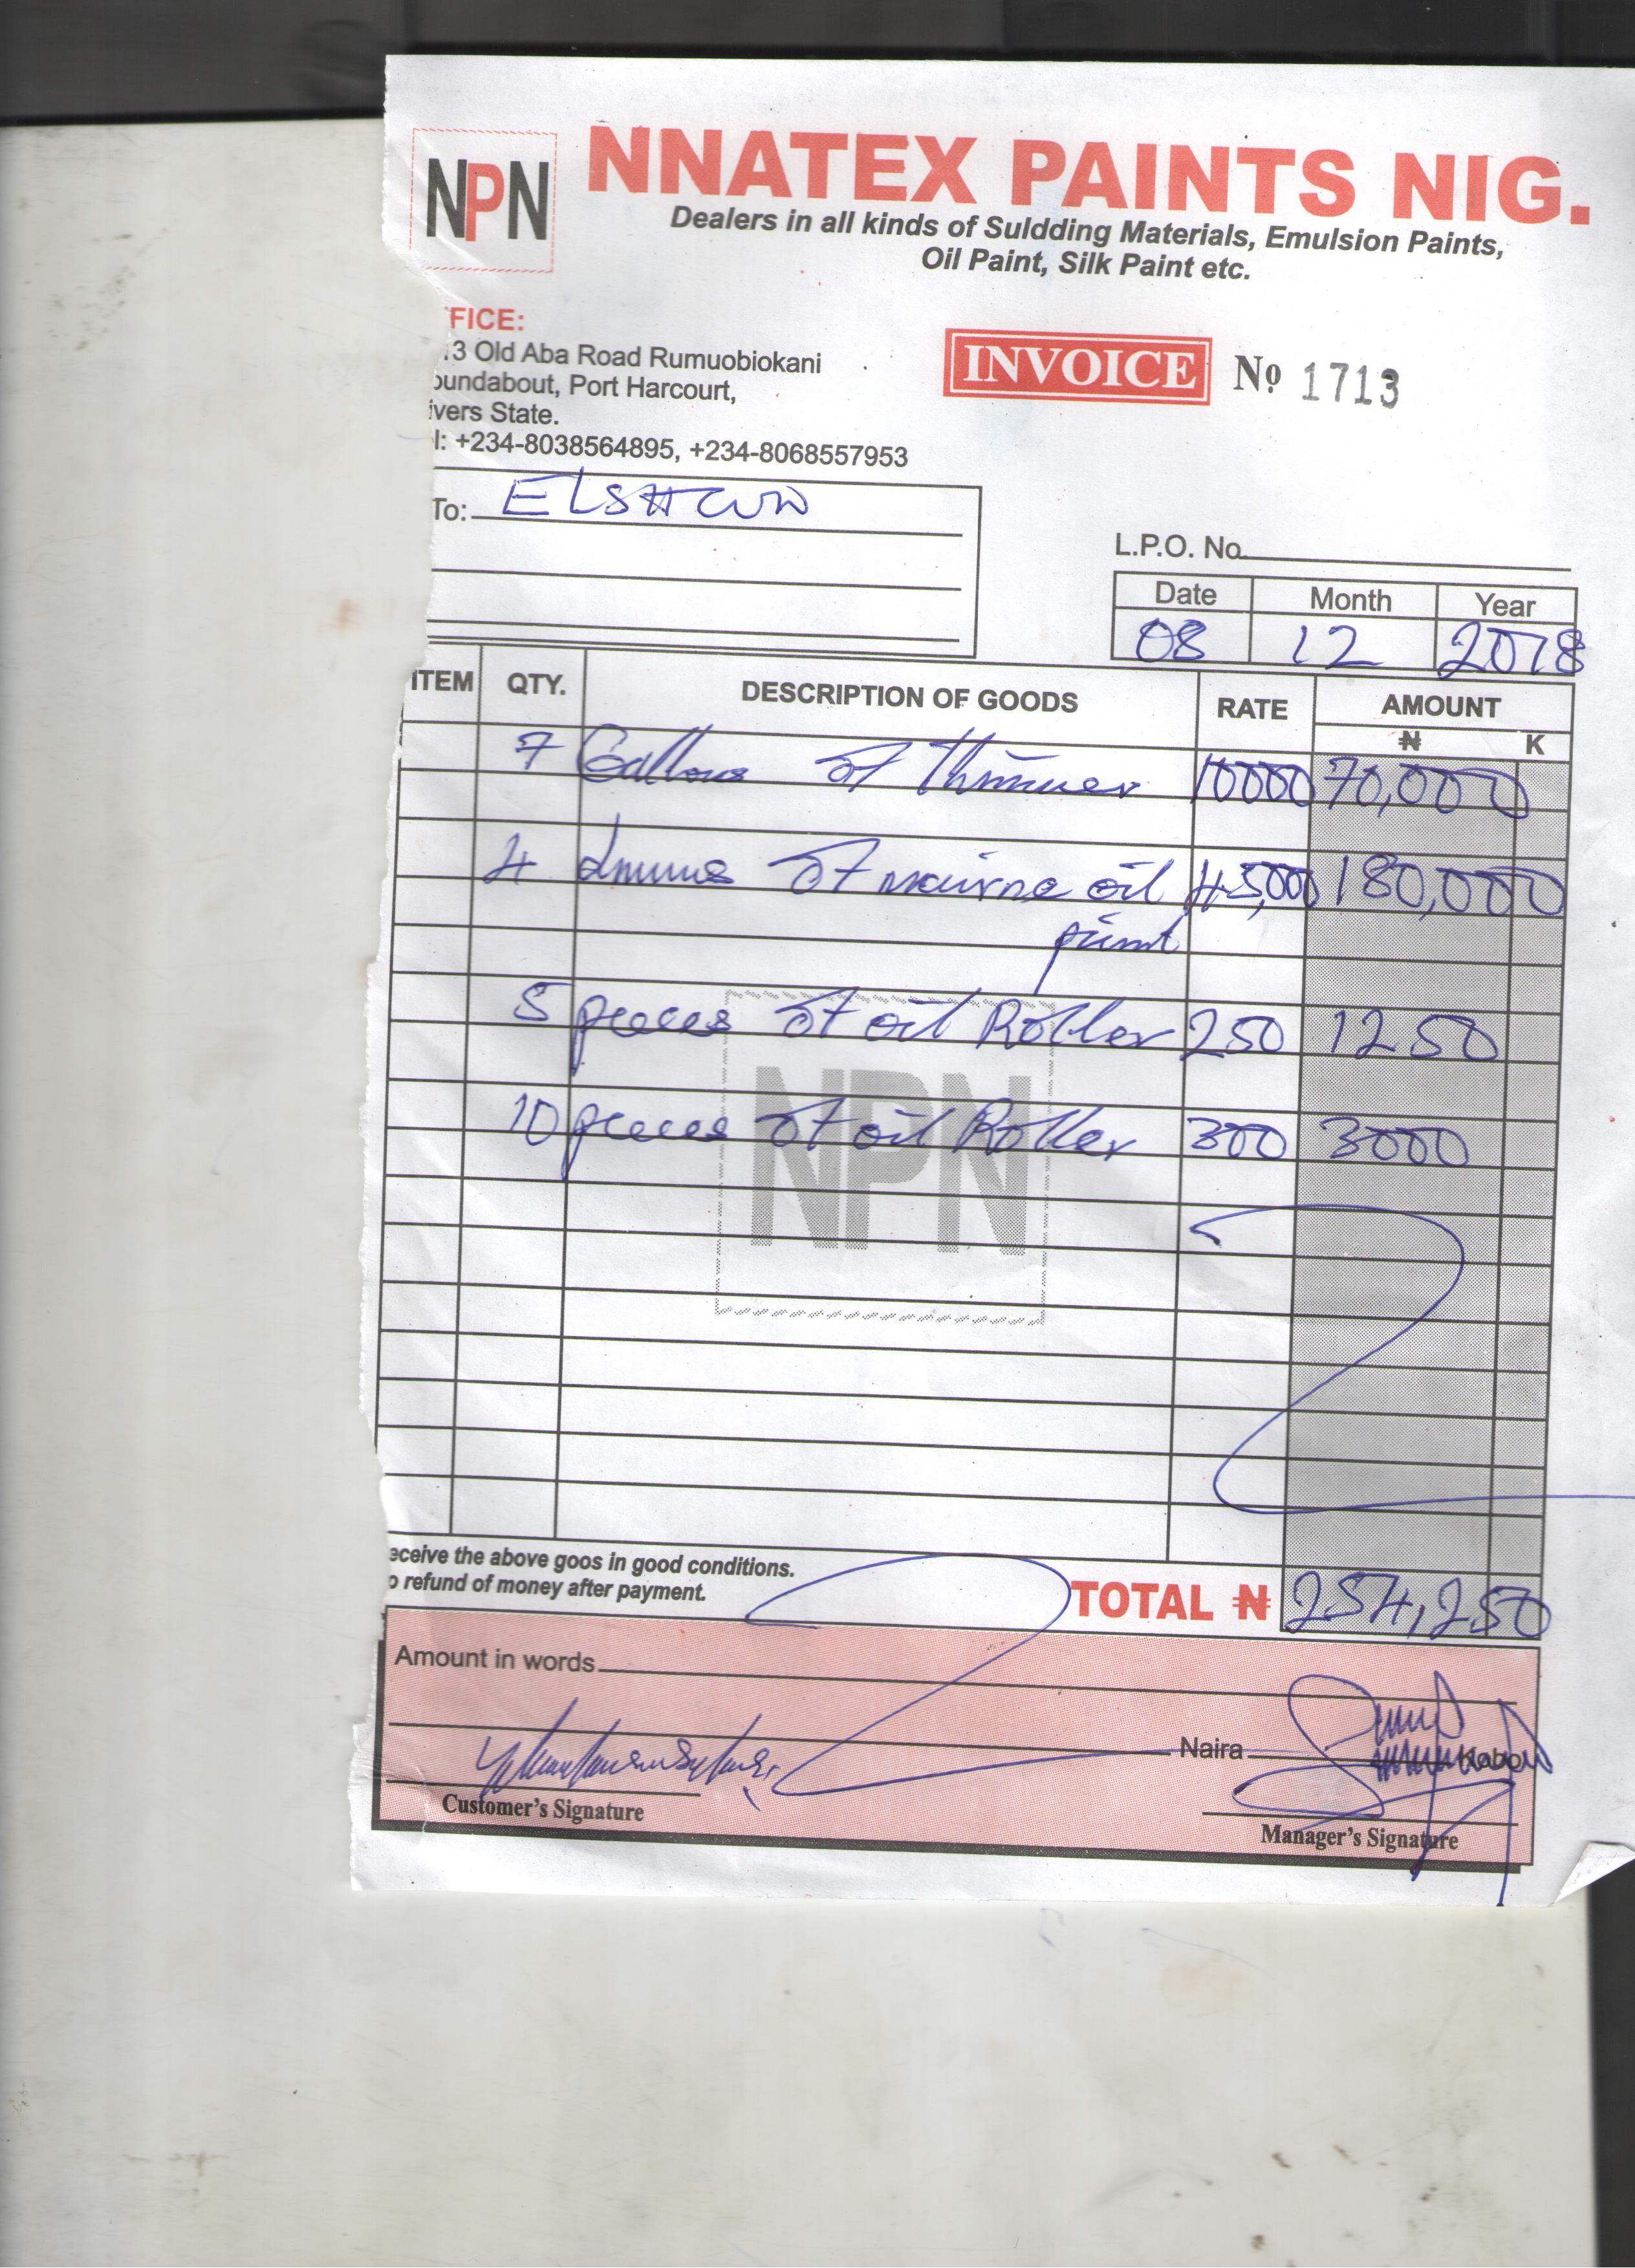 NPN
NNATEX PAINTS NIG.
Dealers in all kinds of Suldding Materials, Emulsion Paints,
Oil Paint, Silk Paint etc.
FICE:
13 Old Aba Road Rumuobiokani
oundabout, Port Harcourt,
ivers State.
l: +234-8038564895, +234-8068557953
INVOICE No 1713
To:
L.P.O. No
Date Month Year
08 12 2018
ITEM QTY. DESCRIPTION OF GOODS RATE AMOUNT
₦ K
7 Gallons of thinner 10000 70,000
4 drums of marine oil 45,000 180,000
paint
5 pieces of oil Roller 250 1250
10 pieces of oil Roller 300 3000
NPN
eceive the above goos in good conditions.
o refund of money after payment.
TOTAL ₦ 254,250
Amount in words
Naira Kobo
Customer's Signature
Manager's Signature